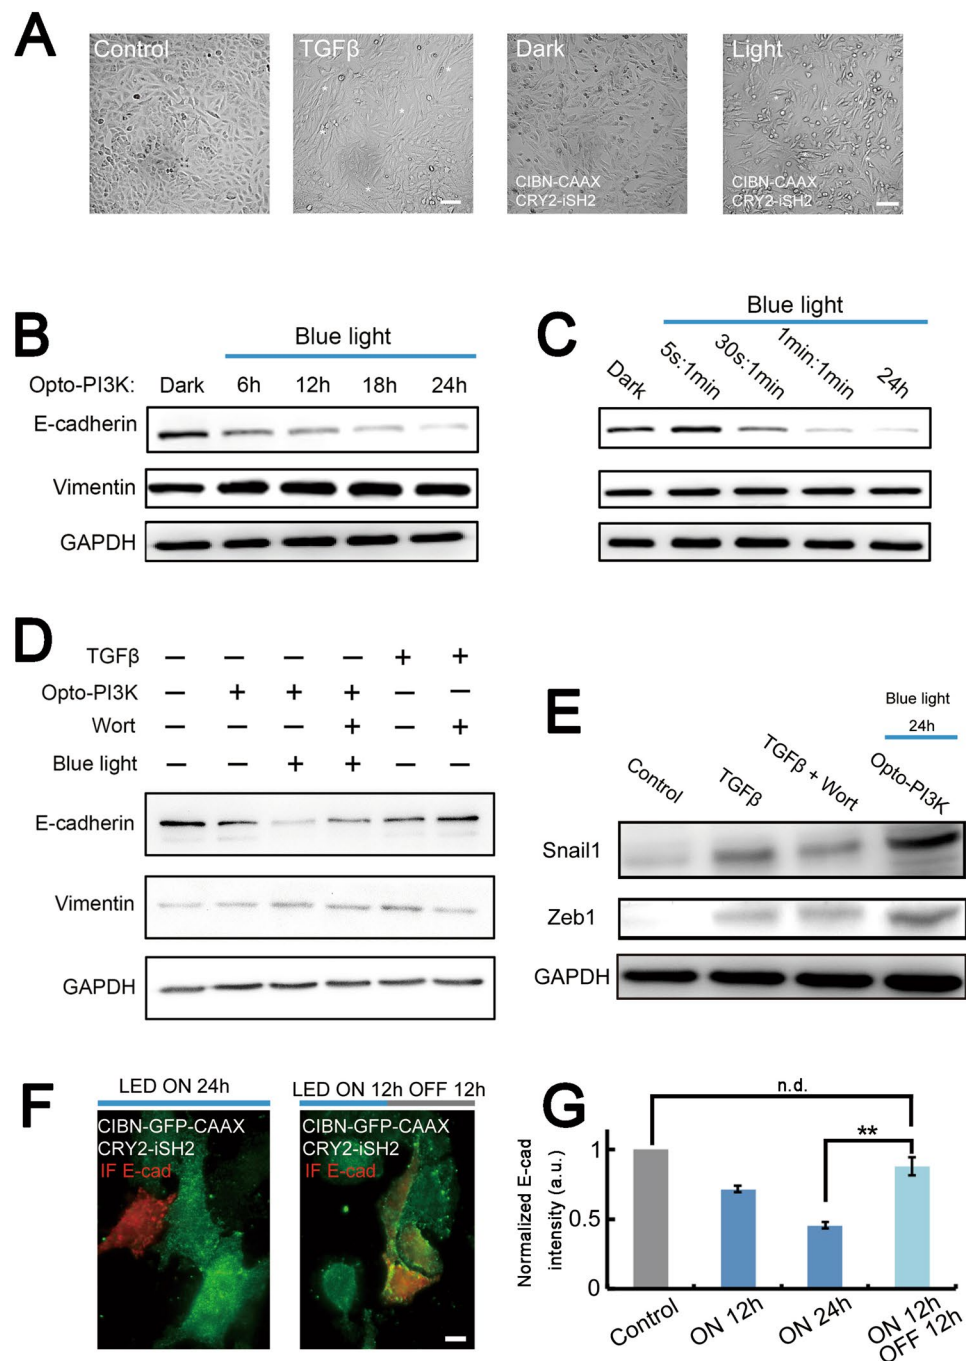 A
Control
TGFβ
Dark
Light
CIBN-CAAX
CRY2-iSH2
CIBN-CAAX
CRY2-iSH2
B
Blue light
Opto-PI3K: Dark 6h 12h 18h 24h
E-cadherin
Vimentin
GAPDH
C
Blue light
Dark 5s:1min 30s:1min 1min:1min 24h
D
TGFβ − − − − + +
Opto-PI3K − + + + − −
Wort − − − + − +
Blue light − − + + − −
E-cadherin
Vimentin
GAPDH
E
Blue light
24h
Control TGFβ TGFβ + Wort Opto-PI3K
Snail1
Zeb1
GAPDH
F
LED ON 24h
CIBN-GFP-CAAX
CRY2-iSH2
IF E-cad
LED ON 12h OFF 12h
CIBN-GFP-CAAX
CRY2-iSH2
IF E-cad
G
n.d.
**
Normalized E-cad
intensity (a.u.)
1
0.5
0
Control
ON 12h
ON 24h
ON 12h
OFF 12h